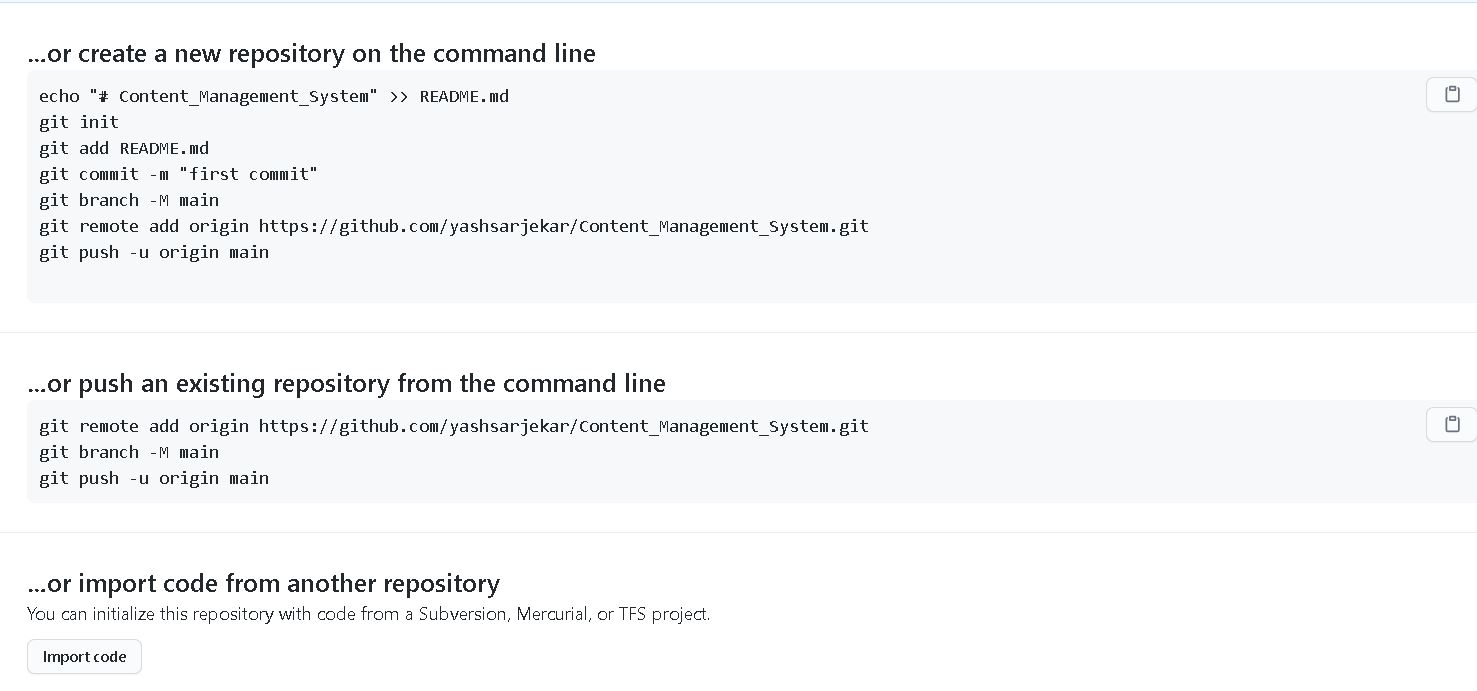 ...or create a new repository on the command line
echo "# Content_Management_System" >> README.md
git init
git add README.md
git commit -m "first commit"
git branch -M main
git remote add origin https://github.com/yashsarjekar/Content_Management_System.git
git push -u origin main
...or push an existing repository from the command line
git remote add origin https://github.com/yashsarjekar/Content_Management_System.git
git branch -M main
git push -u origin main
...or import code from another repository
You can initialize this repository with code from a Subversion, Mercurial, or TFS project.
Import code